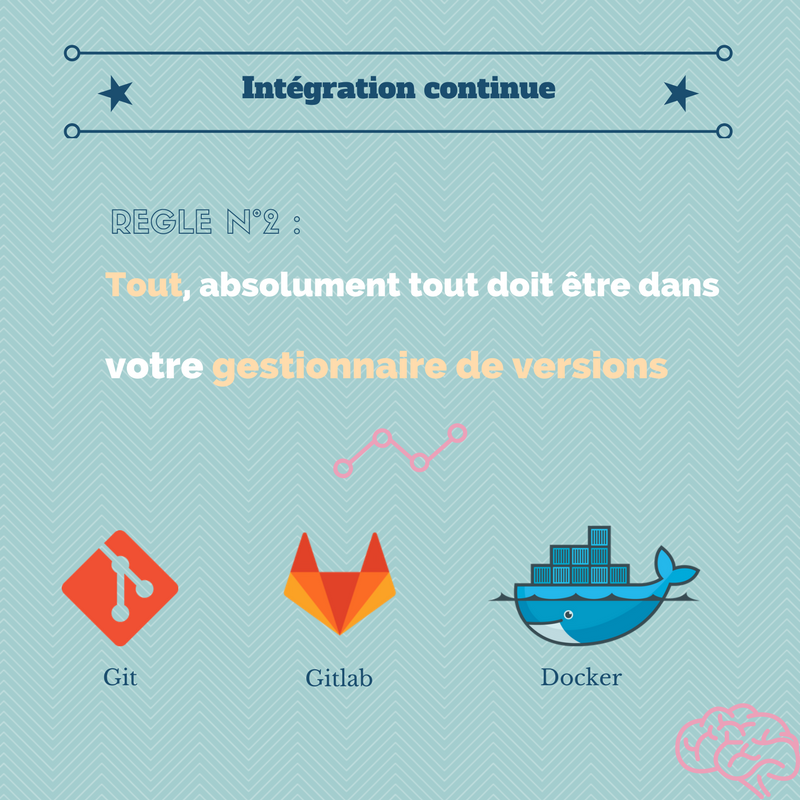 Intégration continue
REGLE N°2 :
Tout, absolument tout doit être dans
votre gestionnaire de versions
Git
Gitlab
Docker